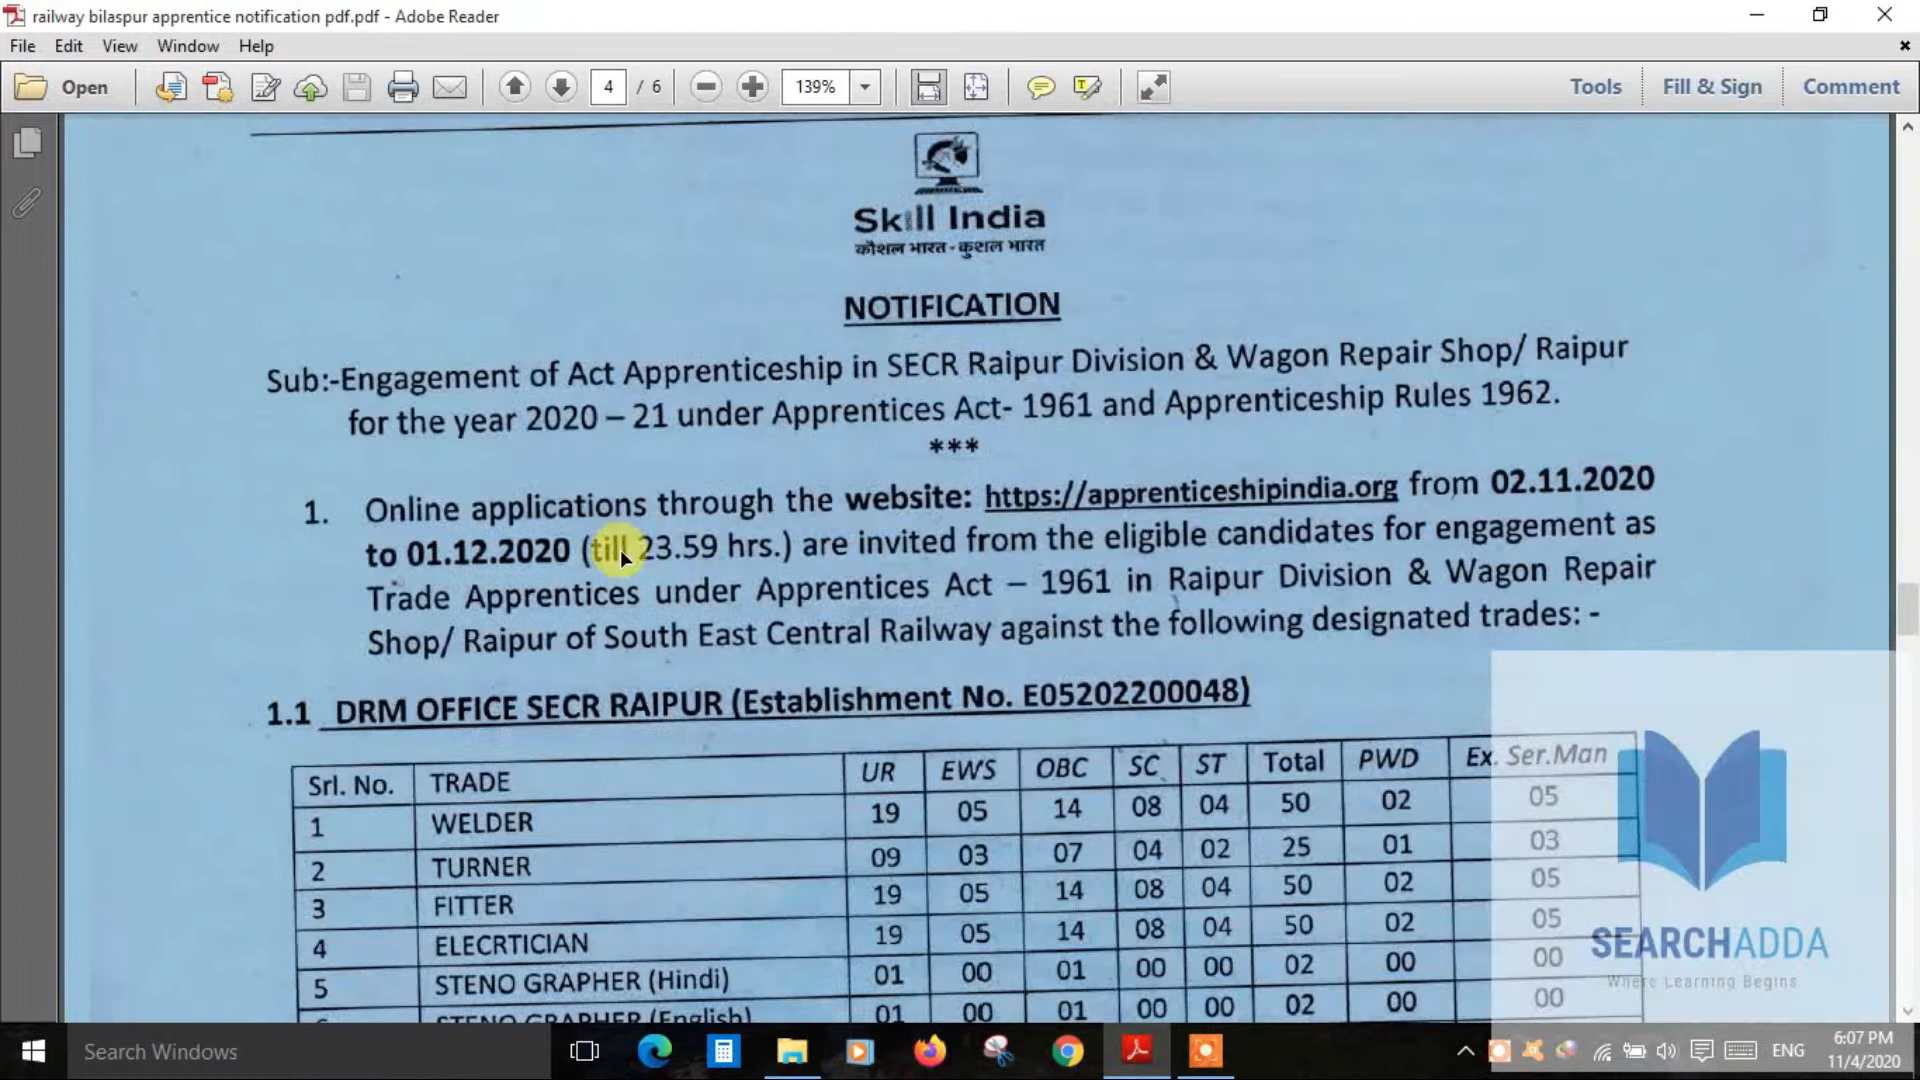 railway bilaspur apprentice notification pdf.pdf - Adobe Reader
File Edit View Window Help
Open 4 / 6 139% Tools Fill & Sign Comment
Skill India
कौशल भारत - कुशल भारत
NOTIFICATION
Sub:-Engagement of Act Apprenticeship in SECR Raipur Division & Wagon Repair Shop/ Raipur
for the year 2020 – 21 under Apprentices Act- 1961 and Apprenticeship Rules 1962.
***
1. Online applications through the website: https://apprenticeshipindia.org from 02.11.2020
to 01.12.2020 (till 23.59 hrs.) are invited from the eligible candidates for engagement as
Trade Apprentices under Apprentices Act – 1961 in Raipur Division & Wagon Repair
Shop/ Raipur of South East Central Railway against the following designated trades: -
1.1 DRM OFFICE SECR RAIPUR (Establishment No. E05202200048)
Srl. No. TRADE UR EWS OBC SC ST Total PWD Ex. Ser.Man
1 WELDER 19 05 14 08 04 50 02 05
2 TURNER 09 03 07 04 02 25 01 03
3 FITTER 19 05 14 08 04 50 02 05
4 ELECRTICIAN 19 05 14 08 04 50 02 05
5 STENO GRAPHER (Hindi) 01 00 01 00 00 02 00 00
STENO GRAPHER (English) 01 00 01 00 00 02 00 00
SEARCHADDA
Where Learning Begins
Search Windows
ENG
6:07 PM
11/4/2020